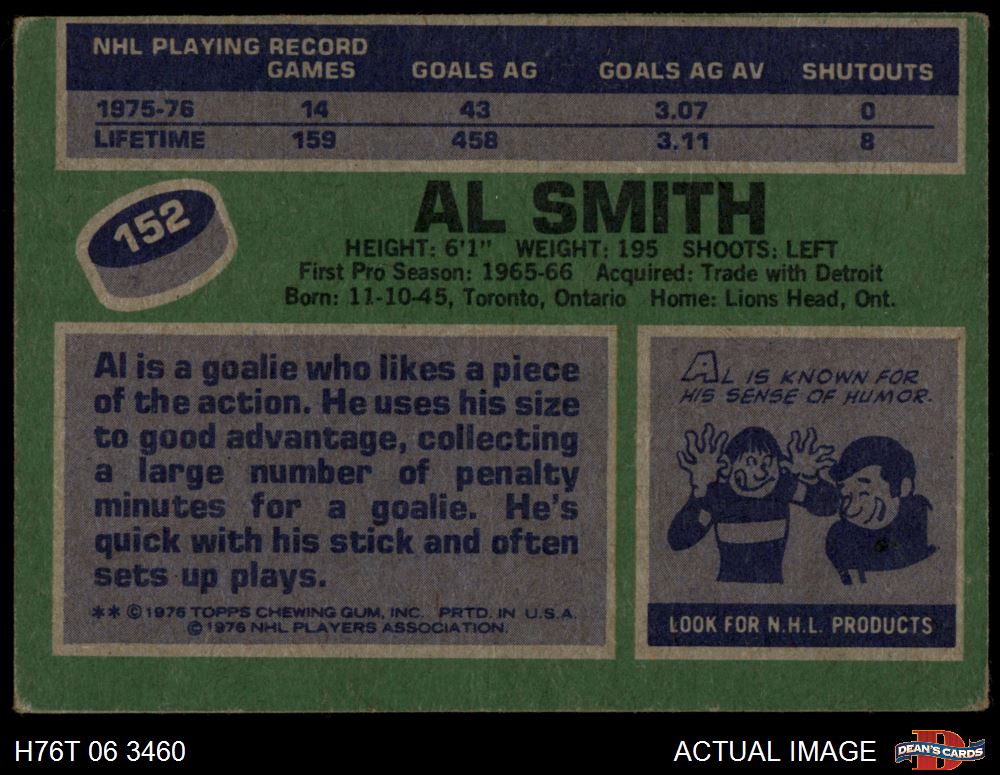 NHL PLAYING RECORD
GAMES GOALS AG GOALS AG AV SHUTOUTS
1975-76 14 43 3.07 0
LIFETIME 159 458 3.11 8
152
AL SMITH
HEIGHT: 6'1" WEIGHT: 195 SHOOTS: LEFT
First Pro Season: 1965-66 Acquired: Trade with Detroit
Born: 11-10-45, Toronto, Ontario Home: Lions Head, Ont.
Al is a goalie who likes a piece
of the action. He uses his size
to good advantage, collecting
a large number of penalty
minutes for a goalie. He's
quick with his stick and often
sets up plays.
** © 1976 TOPPS CHEWING GUM, INC. PRTD. IN U.S.A.
© 1976 NHL PLAYERS ASSOCIATION.
AL IS KNOWN FOR
HIS SENSE OF HUMOR.
LOOK FOR N.H.L. PRODUCTS
H76T 06 3460
ACTUAL IMAGE
D
DEAN'S CARDS